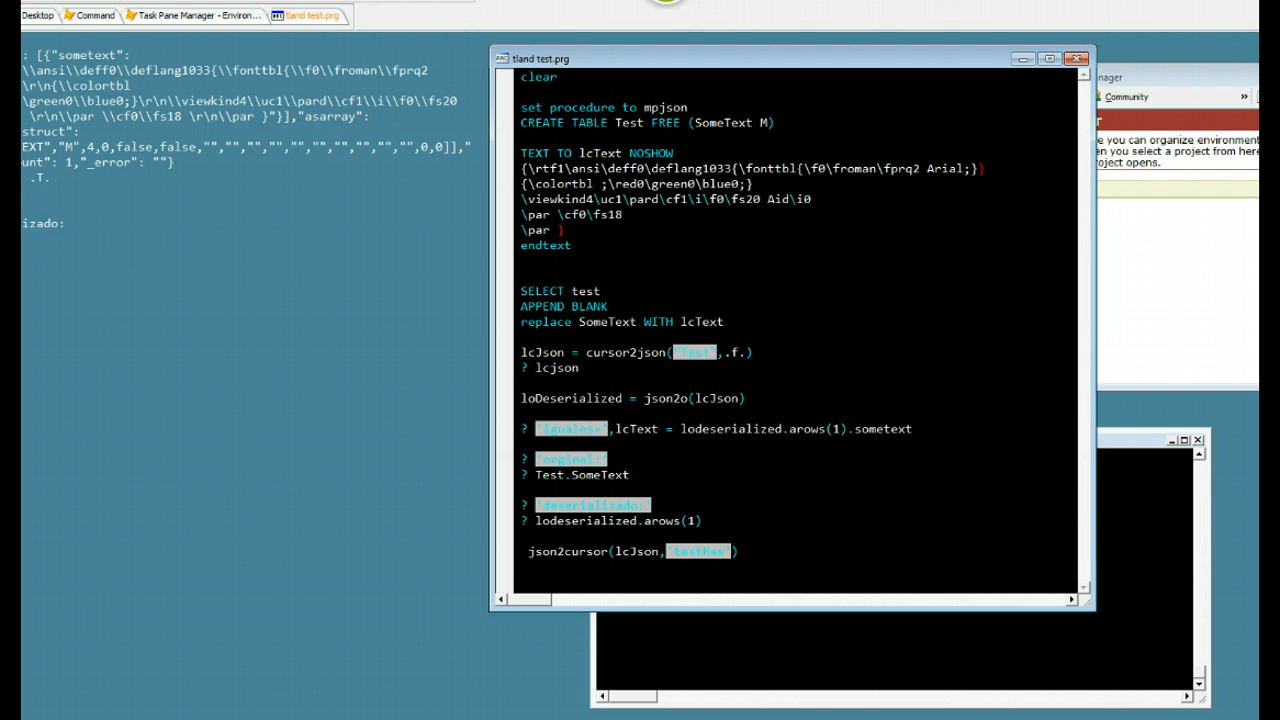 Desktop
Command
Task Pane Manager - Environ...
tland test.prg
: [{"sometext":
\\ansi\\deff0\\deflang1033{\\fonttbl{\\f0\\froman\\fprq2
\r\n{\\colortbl
\green0\\blue0;}\r\n\\viewkind4\\uc1\\pard\\cf1\\i\\f0\\fs20
\r\n\\par \\cf0\\fs18 \r\n\\par }"}],"asarray":
struct":
EXT","M",4,0,false,false,"","","","","","","","","","",0,0]],"
ount": 1,"_error": ""}
.T.
izado:
tland test.prg
clear
set procedure to mpjson
CREATE TABLE Test FREE (SomeText M)
TEXT TO lcText NOSHOW
{\rtf1\ansi\deff0\deflang1033{\fonttbl{\f0\froman\fprq2 Arial;}}
{\colortbl ;\red0\green0\blue0;}
\viewkind4\uc1\pard\cf1\i\f0\fs20 Aid\i0
\par \cf0\fs18
\par }
endtext
SELECT test
APPEND BLANK
replace SomeText WITH lcText
lcJson = cursor2json("Test",.f.)
? lcjson
loDeserialized = json2o(lcJson)
? 'iguales=',lcText = lodeserialized.arows(1).sometext
? 'orginal:'
? Test.SomeText
? 'deserializado:'
? lodeserialized.arows(1)
json2cursor(lcJson,'testRes')
nager
Community
»
r
e you can organize environment
en you select a project from here
roject opens.